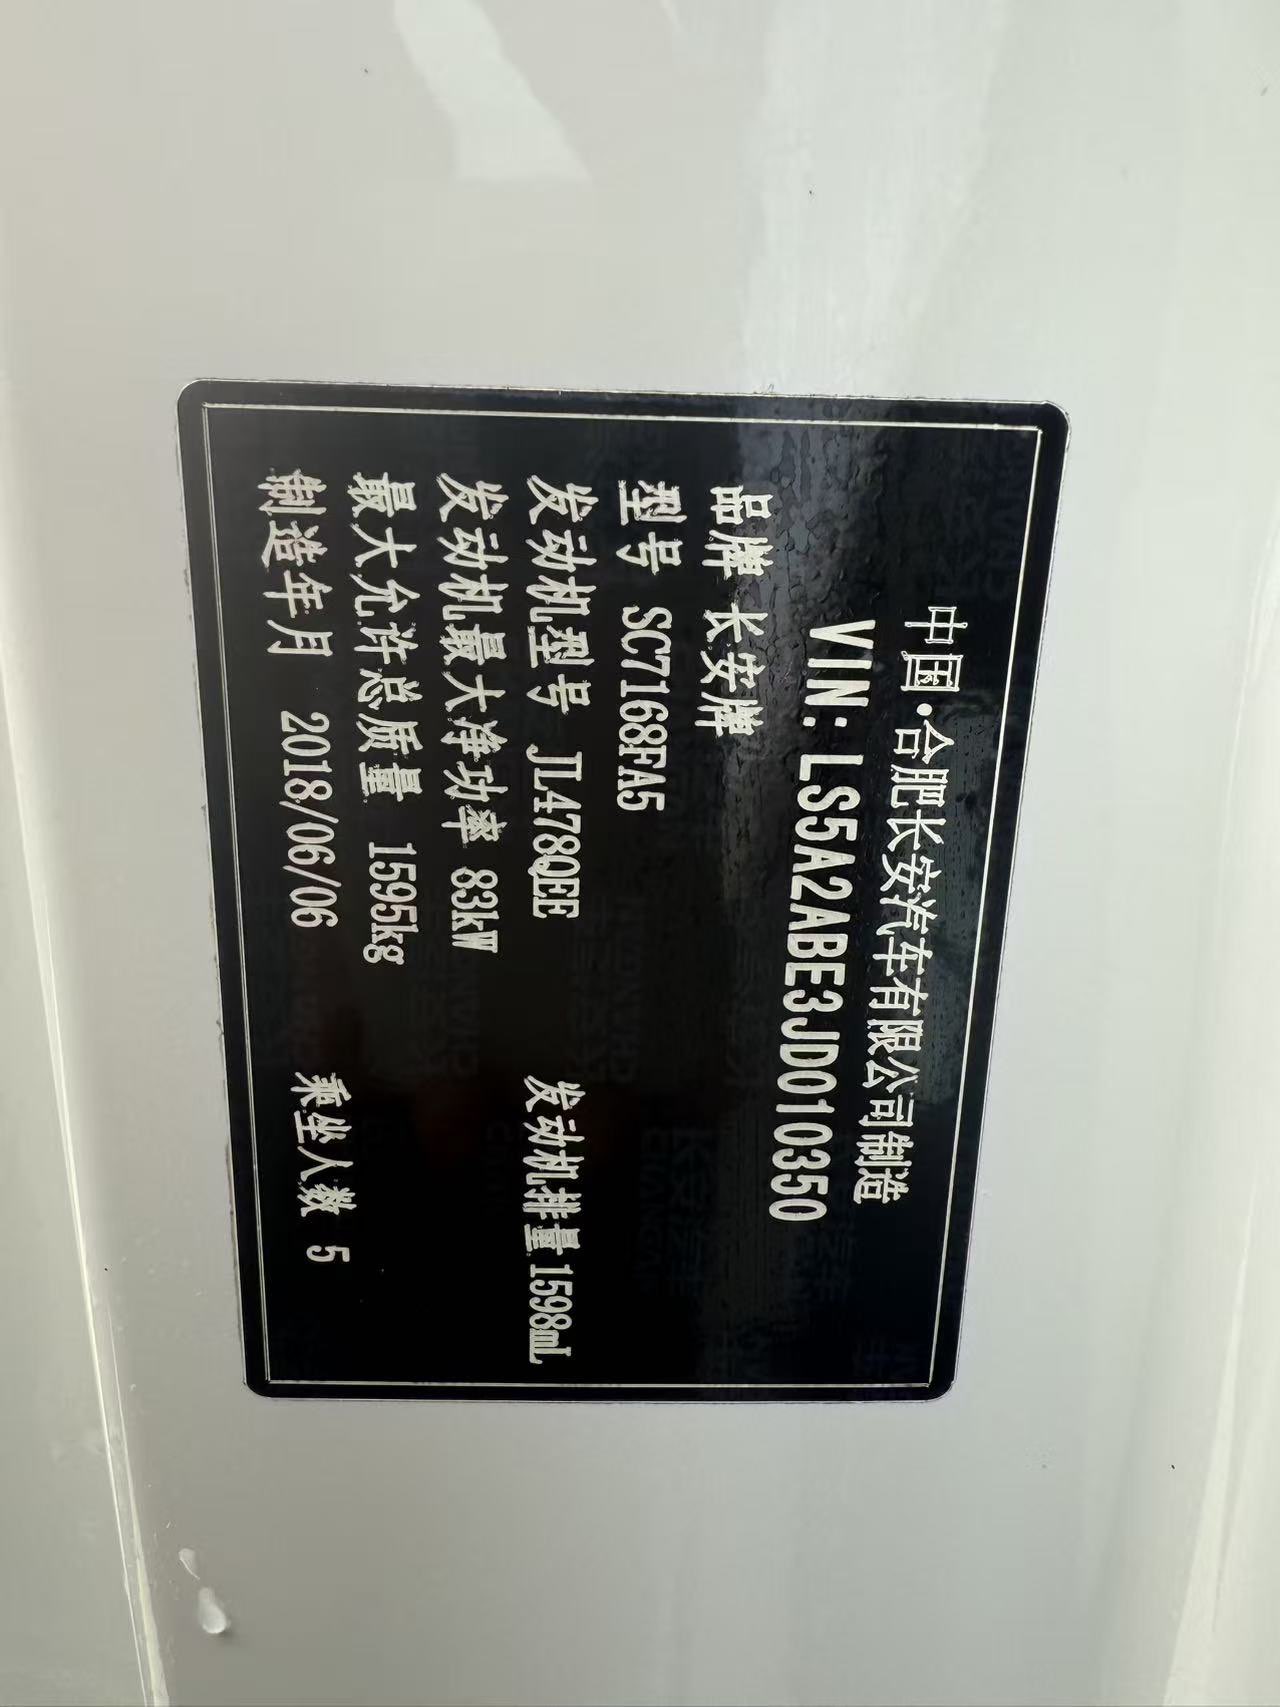 中国·合肥长安汽车有限公司制造
VIN: LS5A2ABE3JD010350
品牌 长安牌
型号 SC7168FA5
发动机型号 JL478QEE 发动机排量 1598mL
发动机最大净功率 83kW
最大允许总质量 1595kg
制造年月 2018/06/06 乘坐人数 5